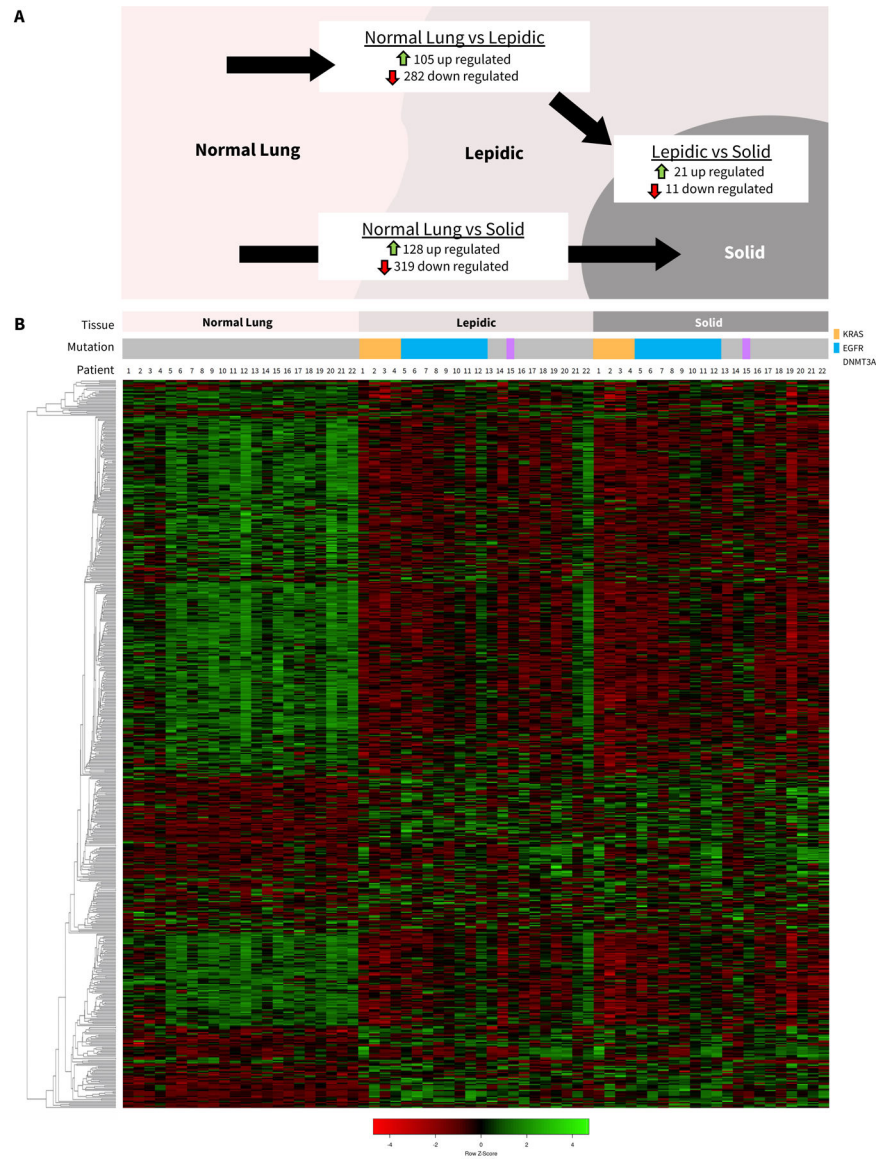 A
Normal Lung vs Lepidic
105 up regulated
282 down regulated
Normal Lung
Lepidic
Lepidic vs Solid
21 up regulated
11 down regulated
Normal Lung vs Solid
128 up regulated
319 down regulated
Solid
B
Tissue Normal Lung Lepidic Solid
Mutation
KRAS
EGFR
DNMT3A
Patient 1 2 3 4 5 6 7 8 9 10 11 12 13 14 15 16 17 18 19 20 21 22 1 2 3 4 5 6 7 8 9 10 11 12 13 14 15 16 17 18 19 20 21 22 1 2 3 4 5 6 7 8 9 10 11 12 13 14 15 16 17 18 19 20 21 22
-4 -2 0 2 4
Row Z-Score